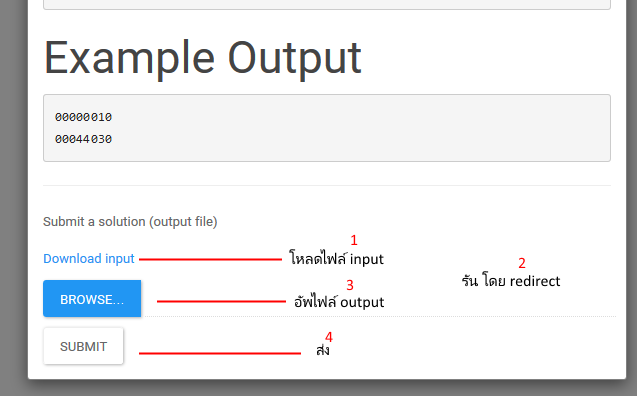 Example Output
00000010
00044030
Submit a solution (output file)
1
Download input
โหลดไฟล์ input
2
รัน โดย redirect
3
BROWSE...
อัพไฟล์ output
4
SUBMIT
ส่ง